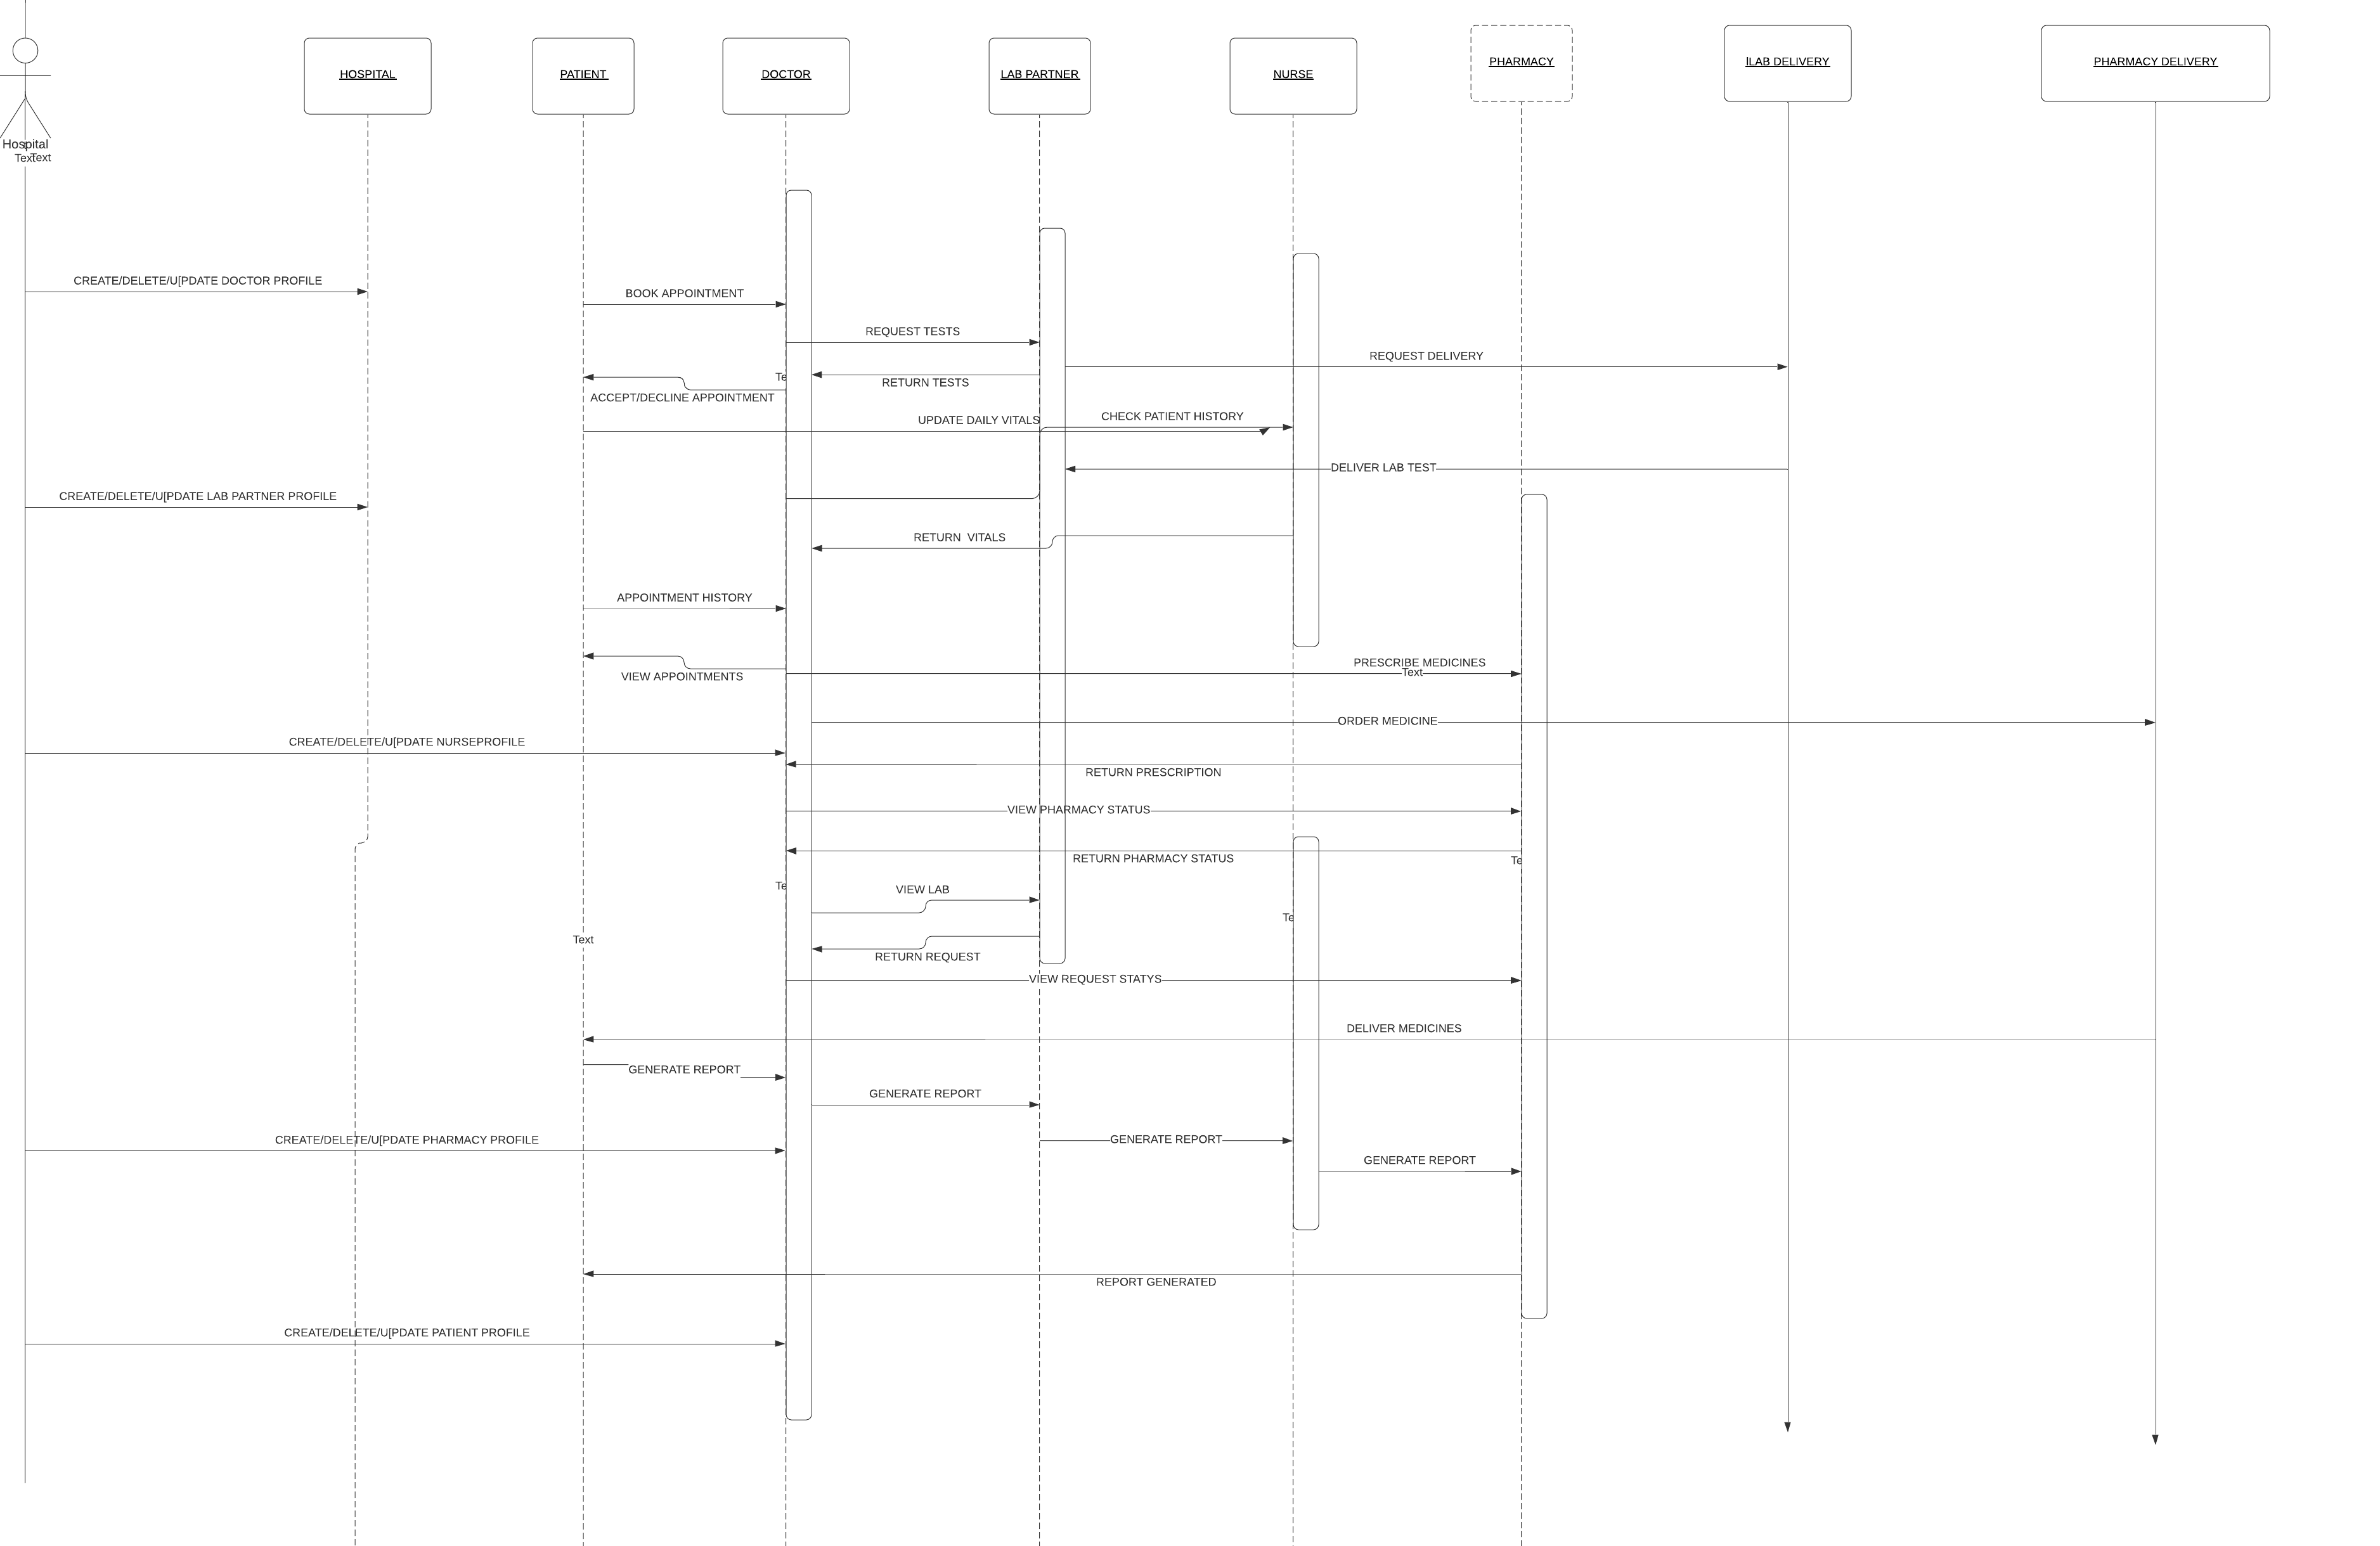 HOSPITAL
PATIENT
DOCTOR
LAB PARTNER
NURSE
PHARMACY
lLAB DELIVERY
PHARMACY DELIVERY
Hospital
Text
Text
CREATE/DELETE/U[PDATE DOCTOR PROFILE
BOOK APPOINTMENT
REQUEST TESTS
REQUEST DELIVERY
Te
RETURN TESTS
ACCEPT/DECLINE APPOINTMENT
UPDATE DAILY VITALS
CHECK PATIENT HISTORY
DELIVER LAB TEST
CREATE/DELETE/U[PDATE LAB PARTNER PROFILE
RETURN  VITALS
APPOINTMENT HISTORY
PRESCRIBE MEDICINES
Text
VIEW APPOINTMENTS
ORDER MEDICINE
CREATE/DELETE/U[PDATE NURSEPROFILE
RETURN PRESCRIPTION
VIEW PHARMACY STATUS
RETURN PHARMACY STATUS
Te
Te
VIEW LAB
Te
Text
RETURN REQUEST
VIEW REQUEST STATYS
DELIVER MEDICINES
GENERATE REPORT
GENERATE REPORT
CREATE/DELETE/U[PDATE PHARMACY PROFILE
GENERATE REPORT
GENERATE REPORT
REPORT GENERATED
CREATE/DELETE/U[PDATE PATIENT PROFILE